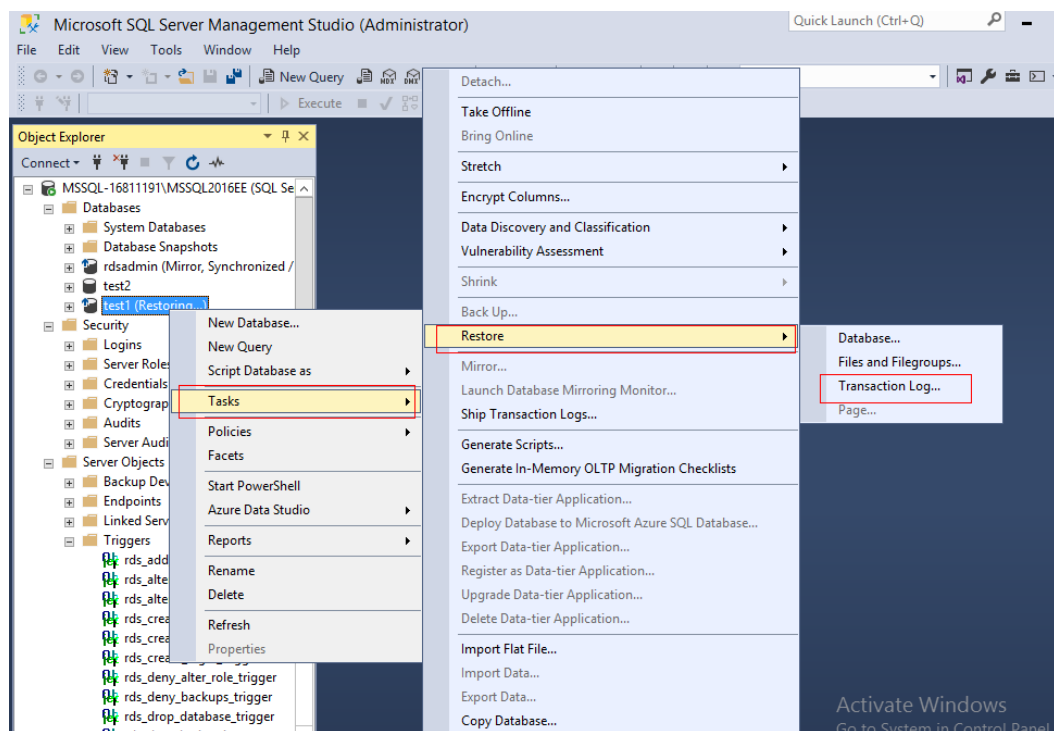 Microsoft SQL Server Management Studio (Administrator)
Quick Launch (Ctrl+Q)
File Edit View Tools Window Help
New Query
MDX
DMX
Execute
Object Explorer
Connect
MSSQL-16811191\MSSQL2016EE (SQL Se
Databases
System Databases
Database Snapshots
rdsadmin (Mirror, Synchronized /
test2
test1 (Restoring...)
Security
Logins
Server Roles
Credentials
Cryptograp
Audits
Server Audi
Server Objects
Backup Dev
Endpoints
Linked Serv
Triggers
rds_add
rds_alte
rds_alte
rds_crea
rds_crea
rds_deny_alter_role_trigger
rds_deny_backups_trigger
rds_drop_database_trigger
New Database...
New Query
Script Database as
Tasks
Policies
Facets
Start PowerShell
Azure Data Studio
Reports
Rename
Delete
Refresh
Properties
Detach...
Take Offline
Bring Online
Stretch
Encrypt Columns...
Data Discovery and Classification
Vulnerability Assessment
Shrink
Back Up...
Restore
Mirror...
Launch Database Mirroring Monitor...
Ship Transaction Logs...
Generate Scripts...
Generate In-Memory OLTP Migration Checklists
Extract Data-tier Application...
Deploy Database to Microsoft Azure SQL Database...
Export Data-tier Application...
Register as Data-tier Application...
Upgrade Data-tier Application...
Delete Data-tier Application...
Import Flat File...
Import Data...
Export Data...
Copy Database...
Database...
Files and Filegroups...
Transaction Log...
Page...
Activate Windows
Go to System in Control Panel